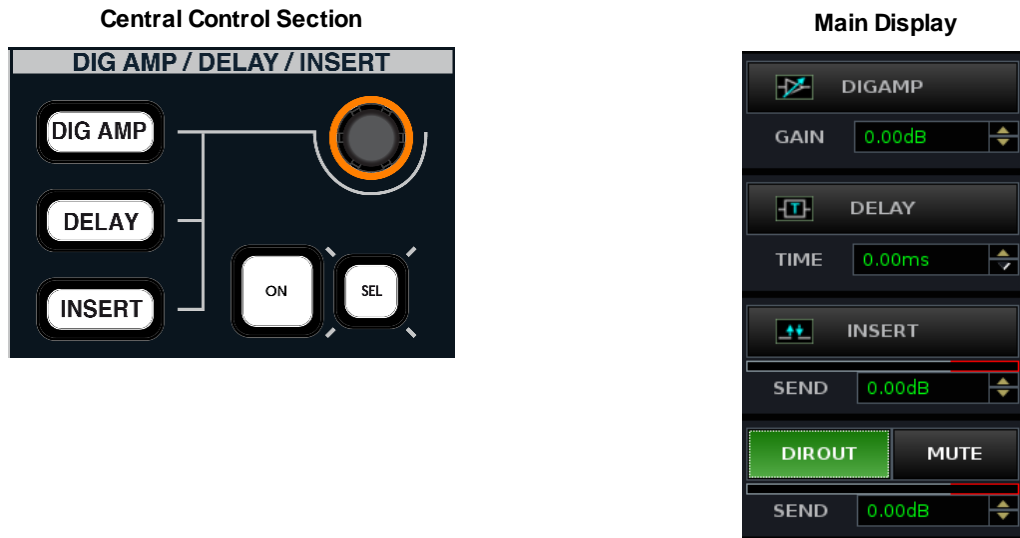 Central Control Section
DIG AMP / DELAY / INSERT
DIG AMP
DELAY
INSERT
ON
SEL
Main Display
DIGAMP
GAIN 0.00dB
T DELAY
TIME 0.00ms
INSERT
SEND 0.00dB
DIROUT MUTE
SEND 0.00dB